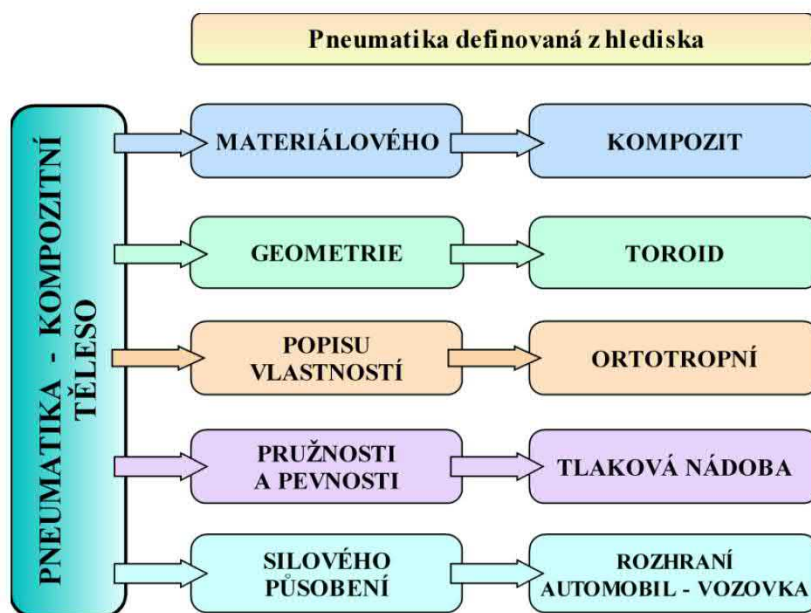 Pneumatika definovaná z hlediska
PNEUMATIKA - KOMPOZITNÍ
TĚLESO
MATERIÁLOVÉHO
KOMPOZIT
GEOMETRIE
TOROID
POPISU
VLASTNOSTÍ
ORTOTROPNÍ
PRUŽNOSTI
A PEVNOSTI
TLAKOVÁ NÁDOBA
SILOVÉHO
PŮSOBENÍ
ROZHRANÍ
AUTOMOBIL - VOZOVKA